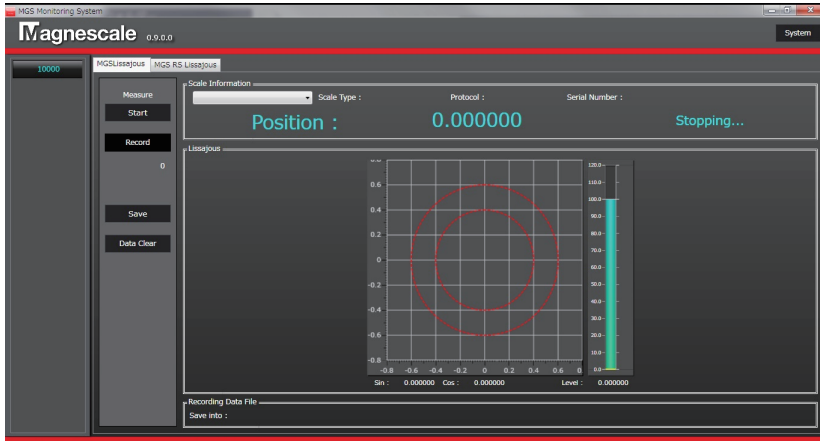 MGS Monitoring System
Magnescale 0.9.0.0
System
10000
MGSLissajous MGS RS Lissajous
Measure
Start
Record
0
Save
Data Clear
Scale Information
Scale Type : Protocol : Serial Number :
Position : 0.000000 Stopping...
Lissajous
0.6
0.4
0.2
0
-0.2
-0.4
-0.6
-0.8
-0.8 -0.6 -0.4 -0.2 0 0.2 0.4 0.6 0
120.0
110.0
100.0
90.0
80.0
70.0
60.0
50.0
40.0
30.0
20.0
10.0
0.0
Sin : 0.000000 Cos : 0.000000 Level : 0.000000
Recording Data File
Save into :